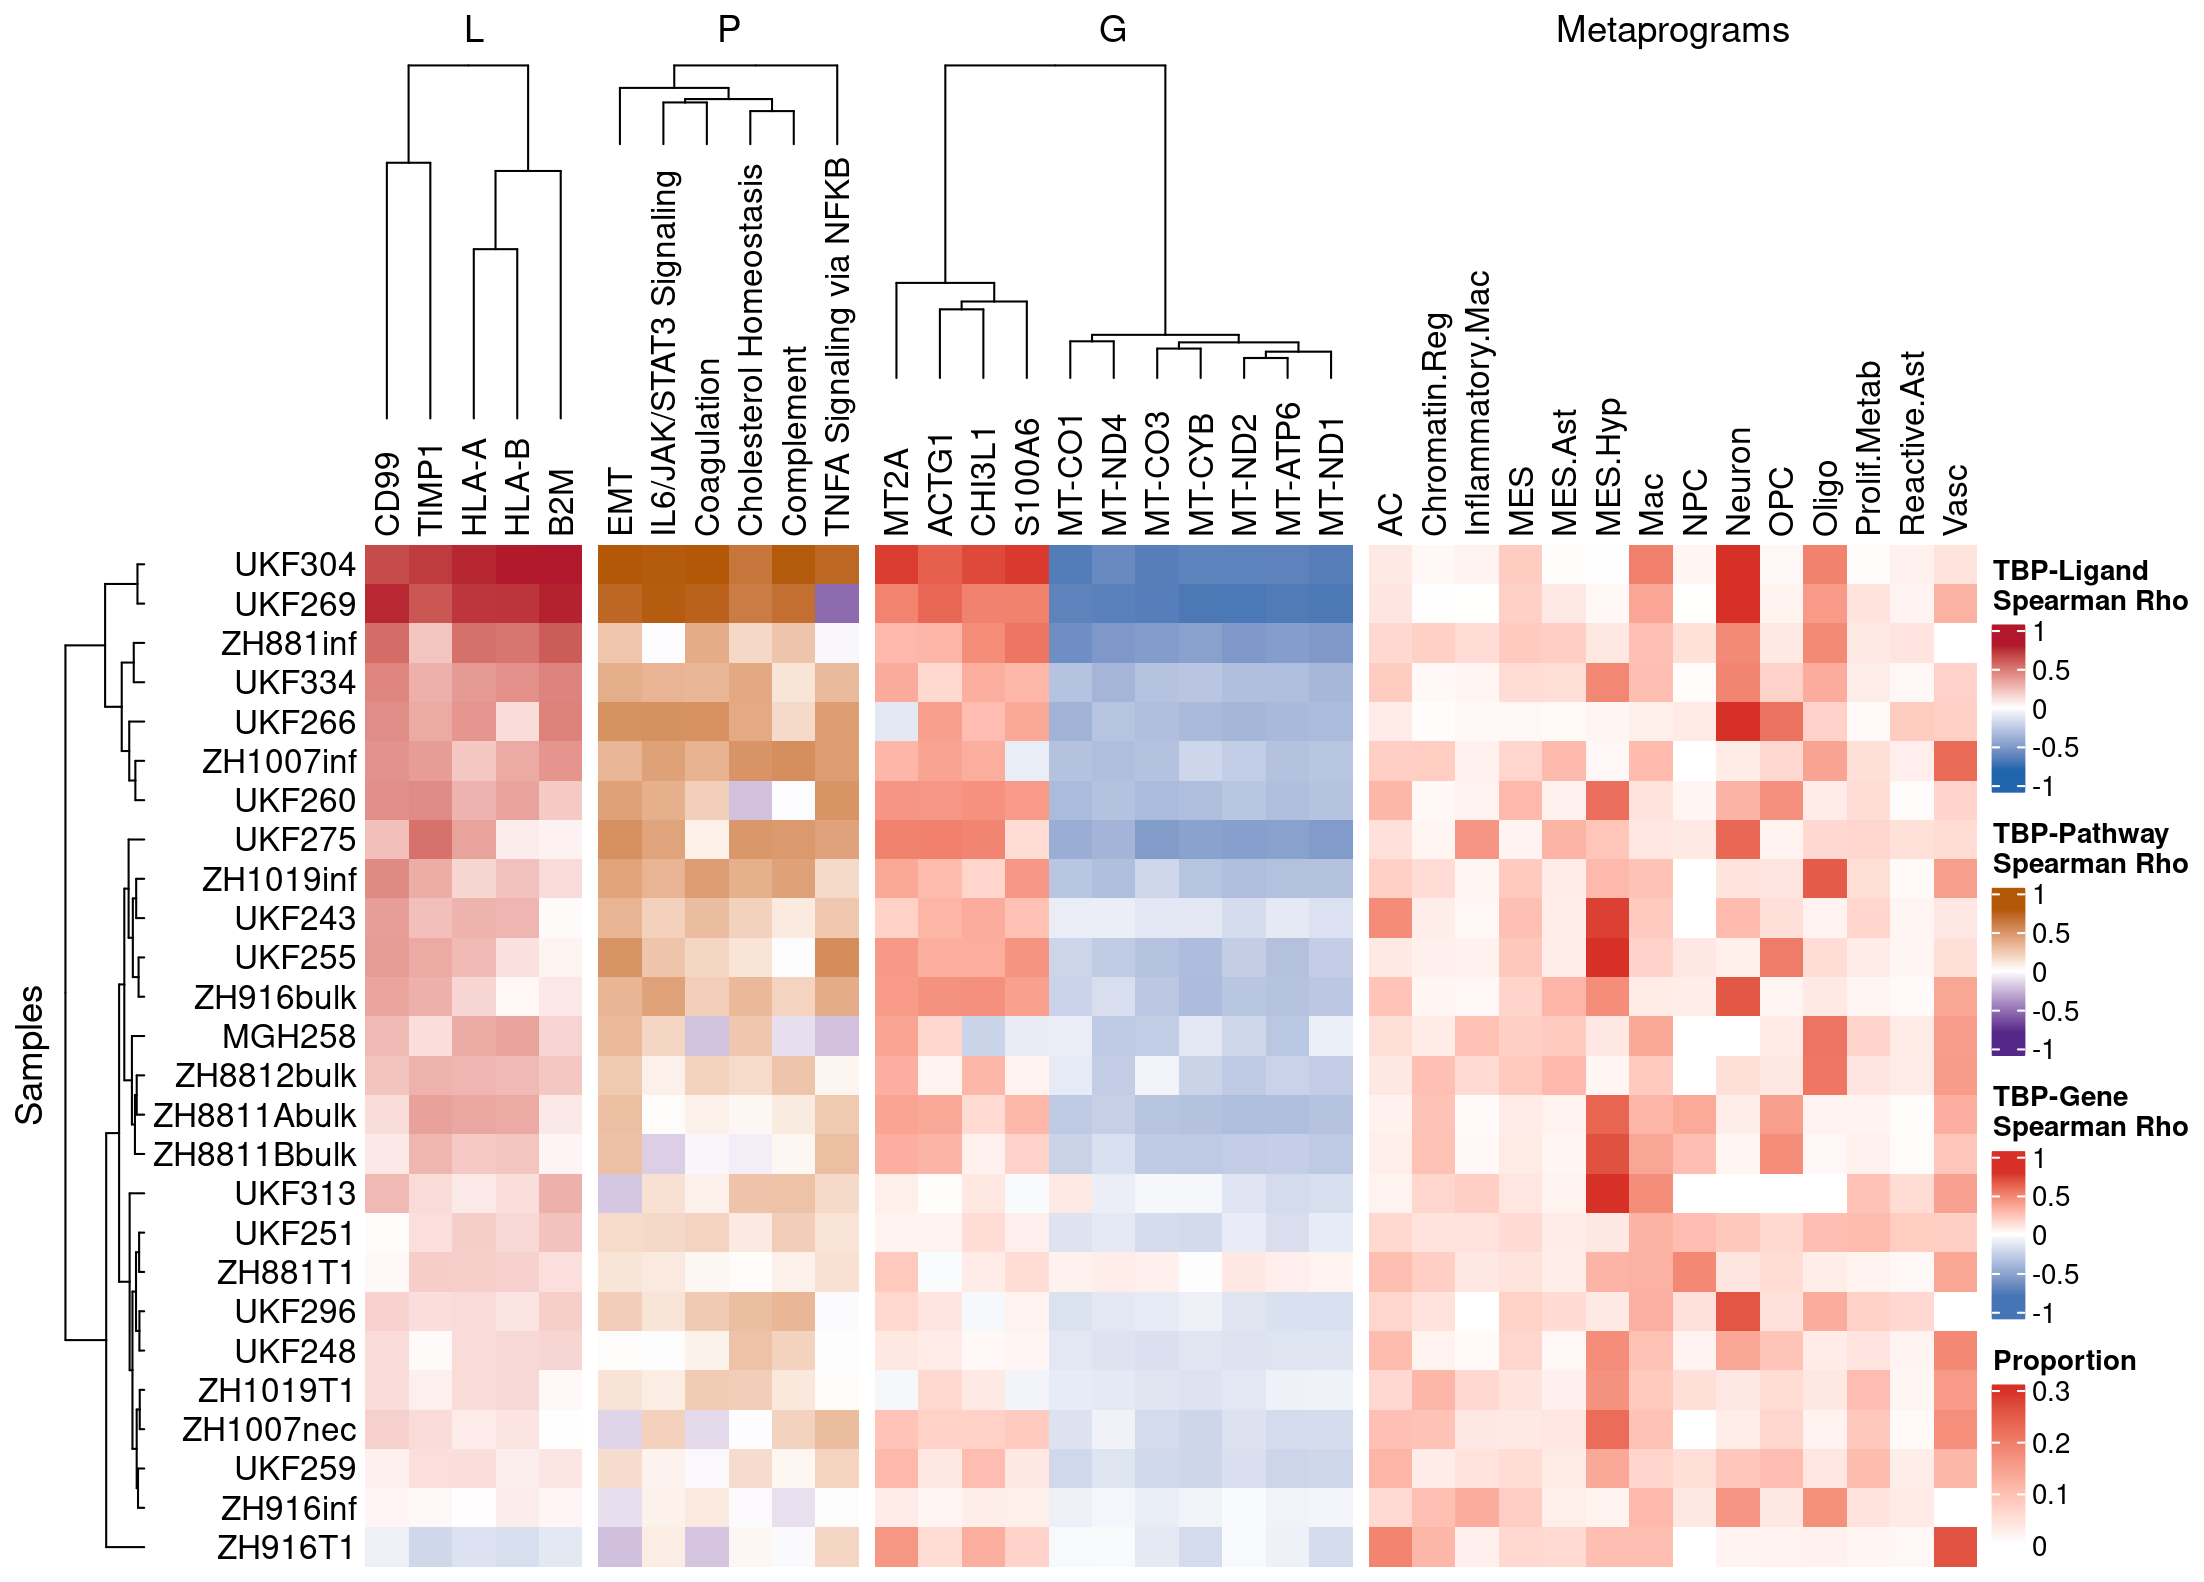 L
P
G
Metaprograms
CD99
TIMP1
HLA-A
HLA-B
B2M
EMT
IL6/JAK/STAT3 Signaling
Coagulation
Cholesterol Homeostasis
Complement
TNFA Signaling via NFKB
MT2A
ACTG1
CHI3L1
S100A6
MT-CO1
MT-ND4
MT-CO3
MT-CYB
MT-ND2
MT-ATP6
MT-ND1
AC
Chromatin.Reg
Inflammatory.Mac
MES
MES.Ast
MES.Hyp
Mac
NPC
Neuron
OPC
Oligo
Prolif.Metab
Reactive.Ast
Vasc
Samples
UKF304
UKF269
ZH881inf
UKF334
UKF266
ZH1007inf
UKF260
UKF275
ZH1019inf
UKF243
UKF255
ZH916bulk
MGH258
ZH8812bulk
ZH8811Abulk
ZH8811Bbulk
UKF313
UKF251
ZH881T1
UKF296
UKF248
ZH1019T1
ZH1007nec
UKF259
ZH916inf
ZH916T1
TBP-Ligand
Spearman Rho
1
0.5
0
-0.5
-1
TBP-Pathway
Spearman Rho
1
0.5
0
-0.5
-1
TBP-Gene
Spearman Rho
1
0.5
0
-0.5
-1
Proportion
0.3
0.2
0.1
0